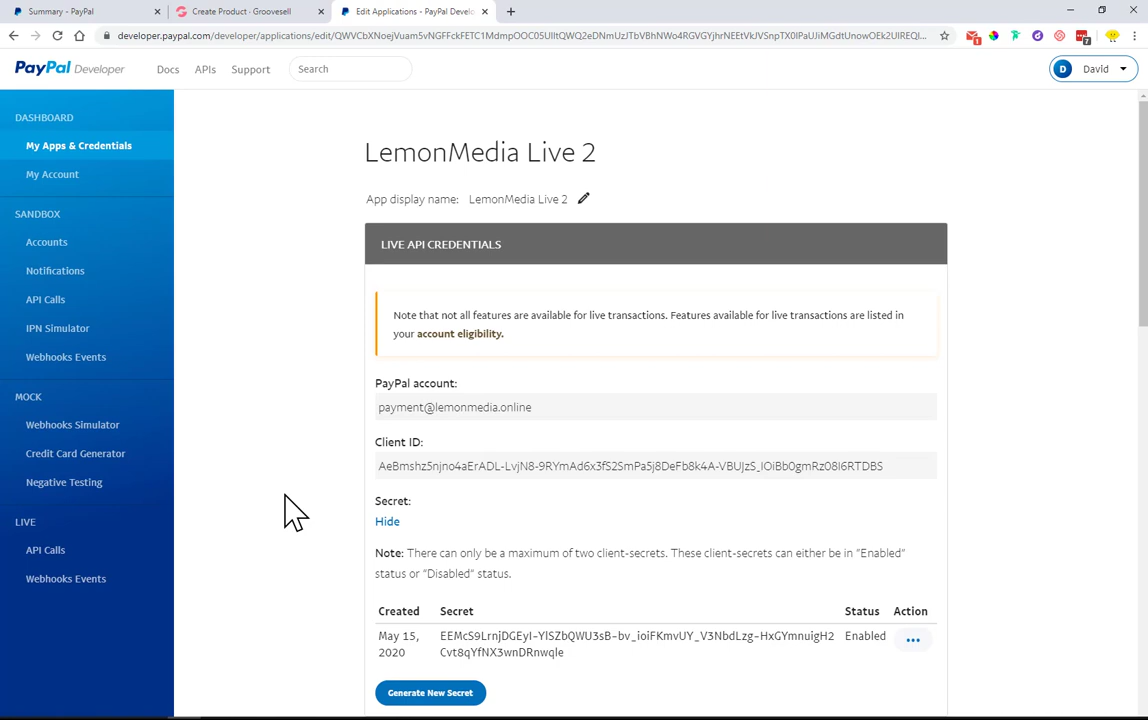 Summary - PayPal
Create Product · Groovesell
Edit Applications - PayPal Develo
developer.paypal.com/developer/applications/edit/
PayPal Developer
Docs
APIs
Support
Search
D
David
DASHBOARD
My Apps & Credentials
My Account
SANDBOX
Accounts
Notifications
API Calls
IPN Simulator
Webhooks Events
MOCK
Webhooks Simulator
Credit Card Generator
Negative Testing
LIVE
API Calls
Webhooks Events
LemonMedia Live 2
App display name: LemonMedia Live 2
LIVE API CREDENTIALS
Note that not all features are available for live transactions. Features available for live transactions are listed in
your account eligibility.
PayPal account:
payment@lemonmedia.online
Client ID:
Secret:
Hide
Note: There can only be a maximum of two client-secrets. These client-secrets can either be in "Enabled"
status or "Disabled" status.
Created Secret Status Action
May 15, Enabled
2020
Generate New Secret